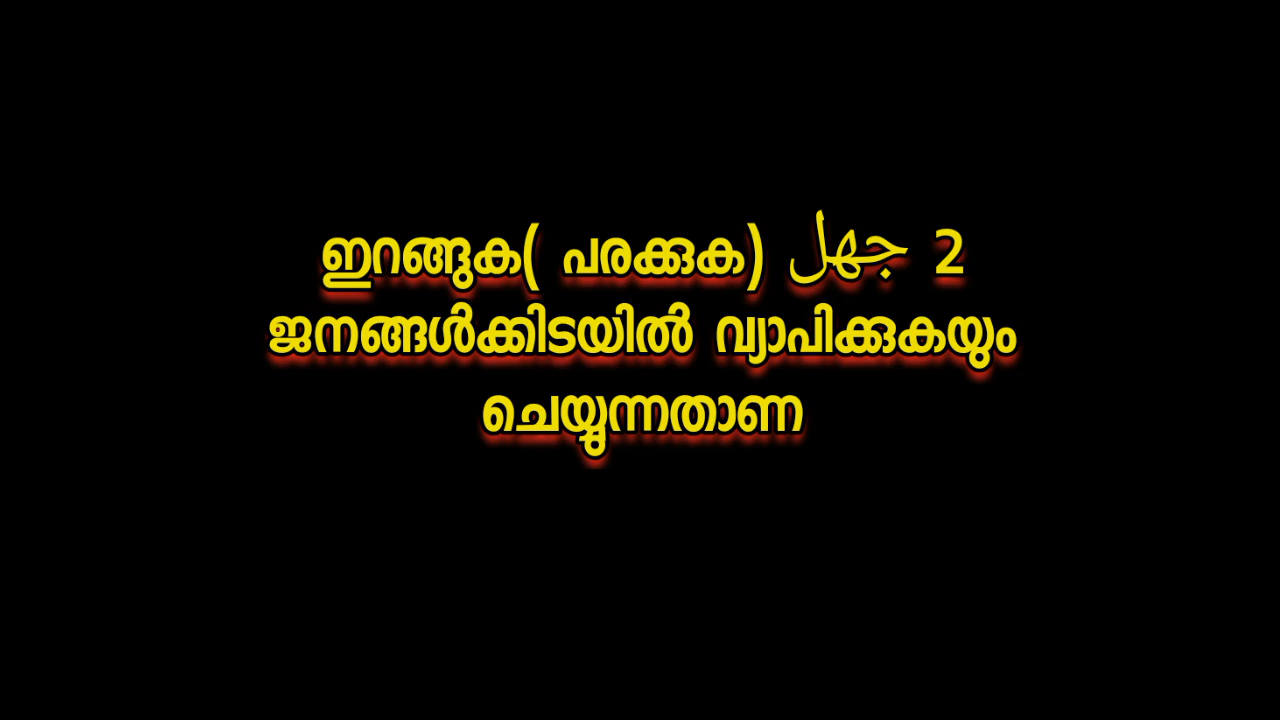 ഇറങ്ങുക( പരക്കുക) جهل 2
ജനങ്ങൾക്കിടയിൽ വ്യാപിക്കുകയും
ചെയ്യുന്നതാണ